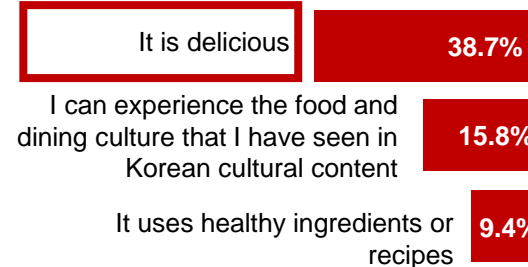 It is delicious
38.7%
I can experience the food and
dining culture that I have seen in
Korean cultural content
15.8%
It uses healthy ingredients or
recipes
9.4%